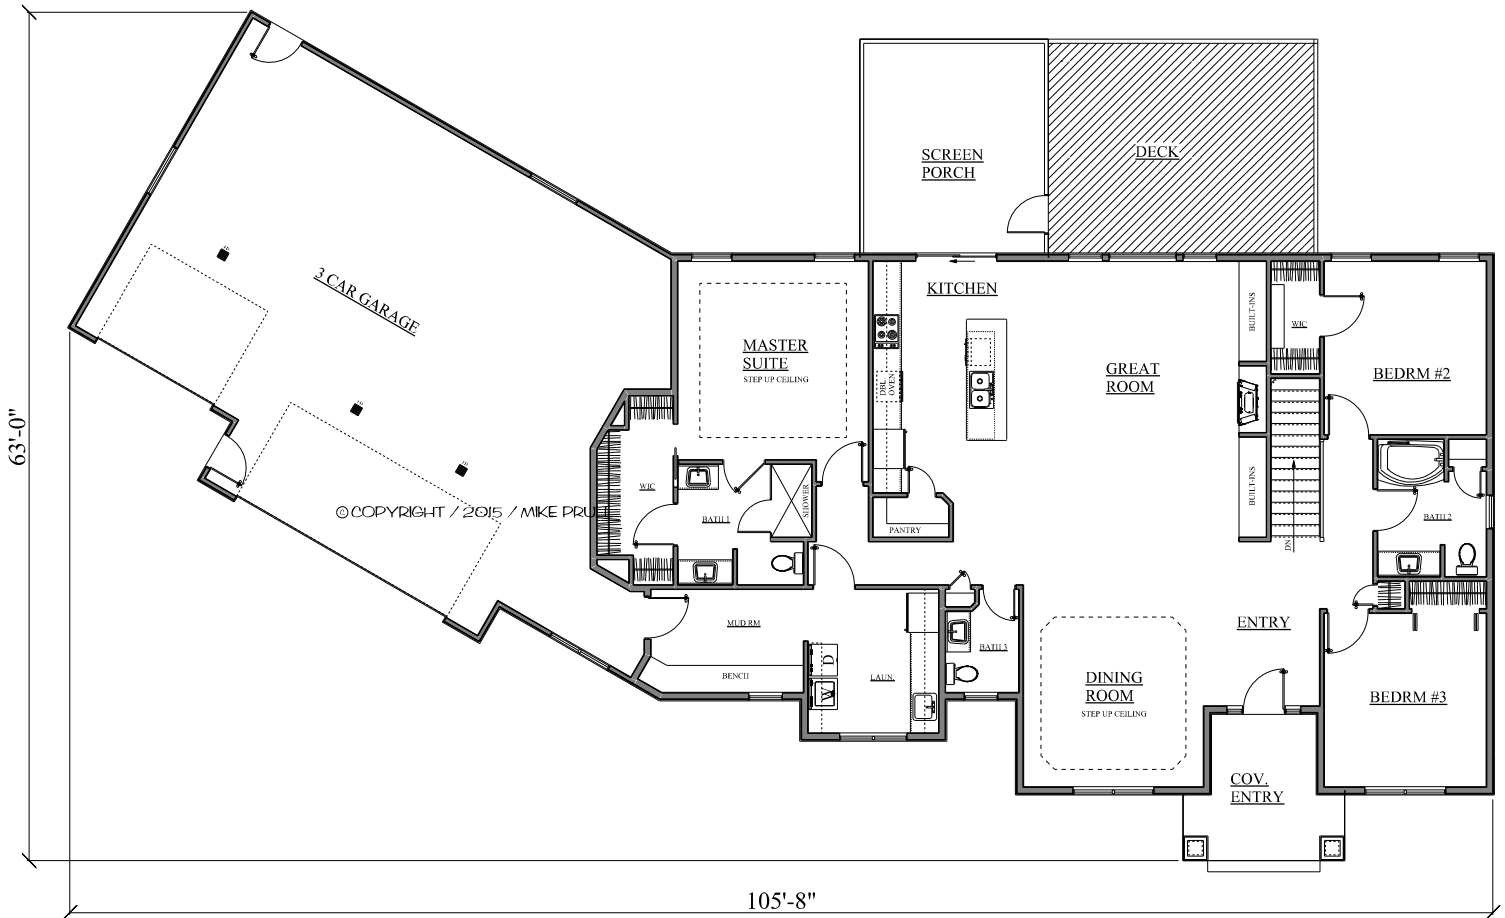 SCREEN
PORCH
DECK
3 CAR GARAGE
KITCHEN
BUILT-INS
WIC
MASTER
SUITE
STEP UP CEILING
DBL.
OVEN
GREAT
ROOM
BEDRM #2
63'-0"
WIC
SHOWER
BUILT-INS
©COPYRIGHT / 2015 / MIKE PRUI
BATH 1
PANTRY
BATH 2
DN
MUD RM
ENTRY
BATH 3
D
BENCH
LAUN.
W
DINING
ROOM
STEP UP CEILING
BEDRM #3
COV.
ENTRY
105'-8"